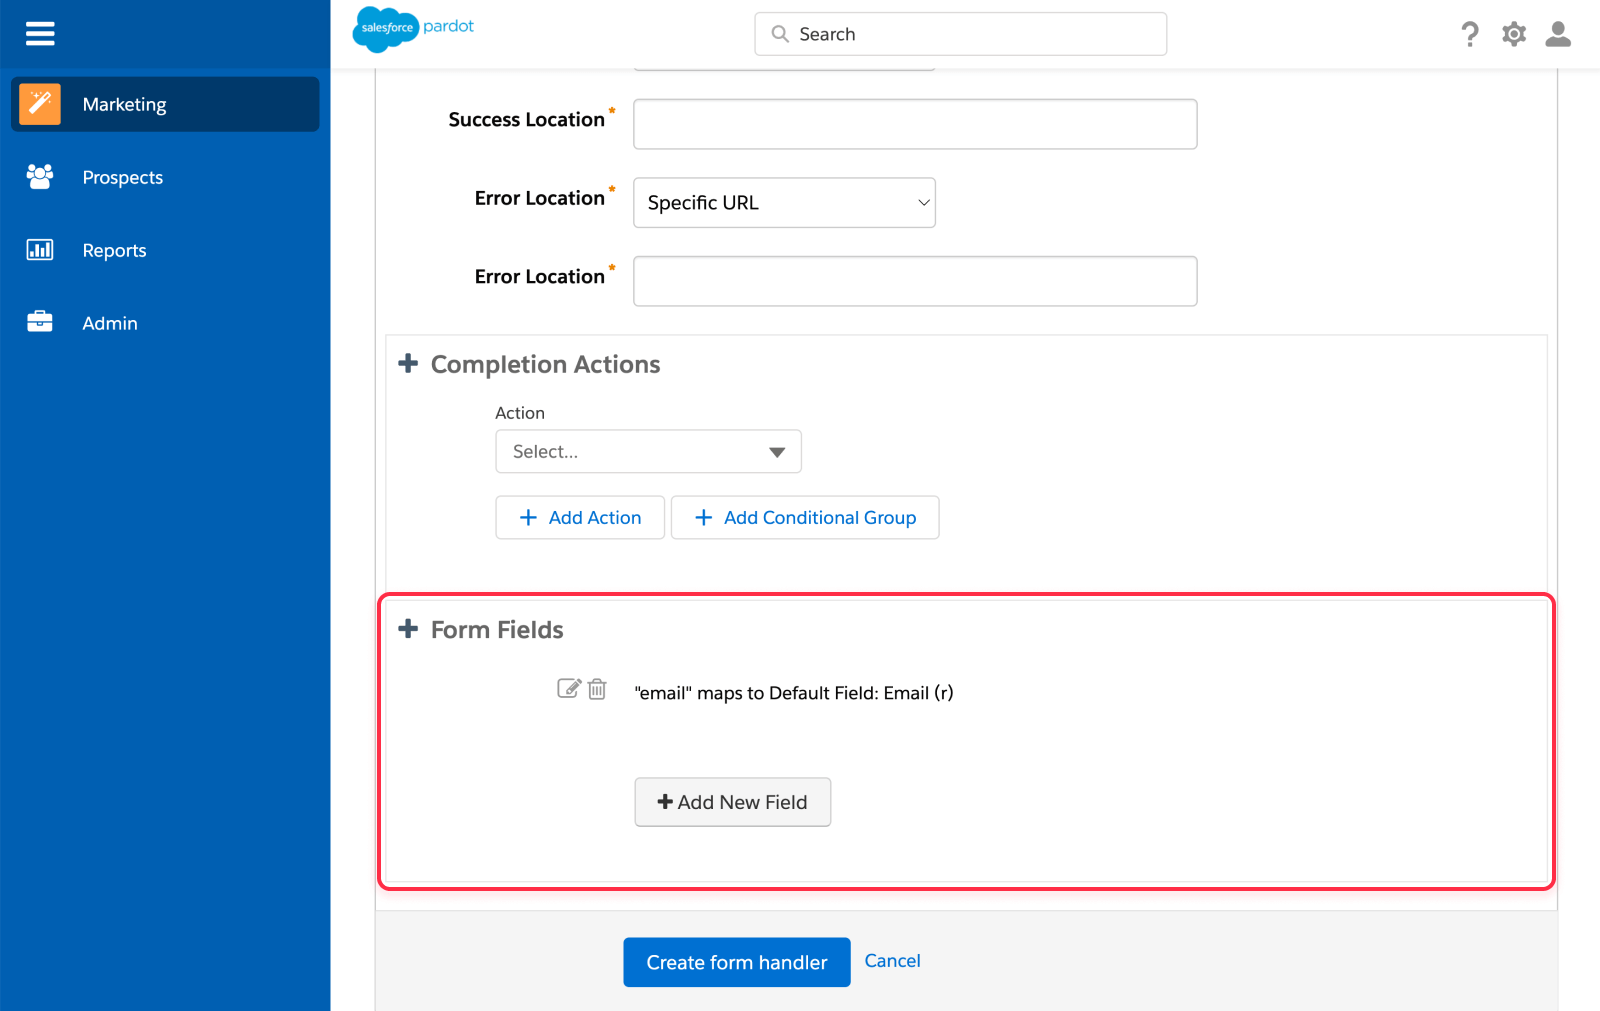 salesforce pardot
Search
?
Marketing
Prospects
Reports
Admin
Success Location *
Error Location * Specific URL
Error Location *
Completion Actions
Action
Select...
Add Action Add Conditional Group
Form Fields
"email" maps to Default Field: Email (r)
Add New Field
Create form handler Cancel